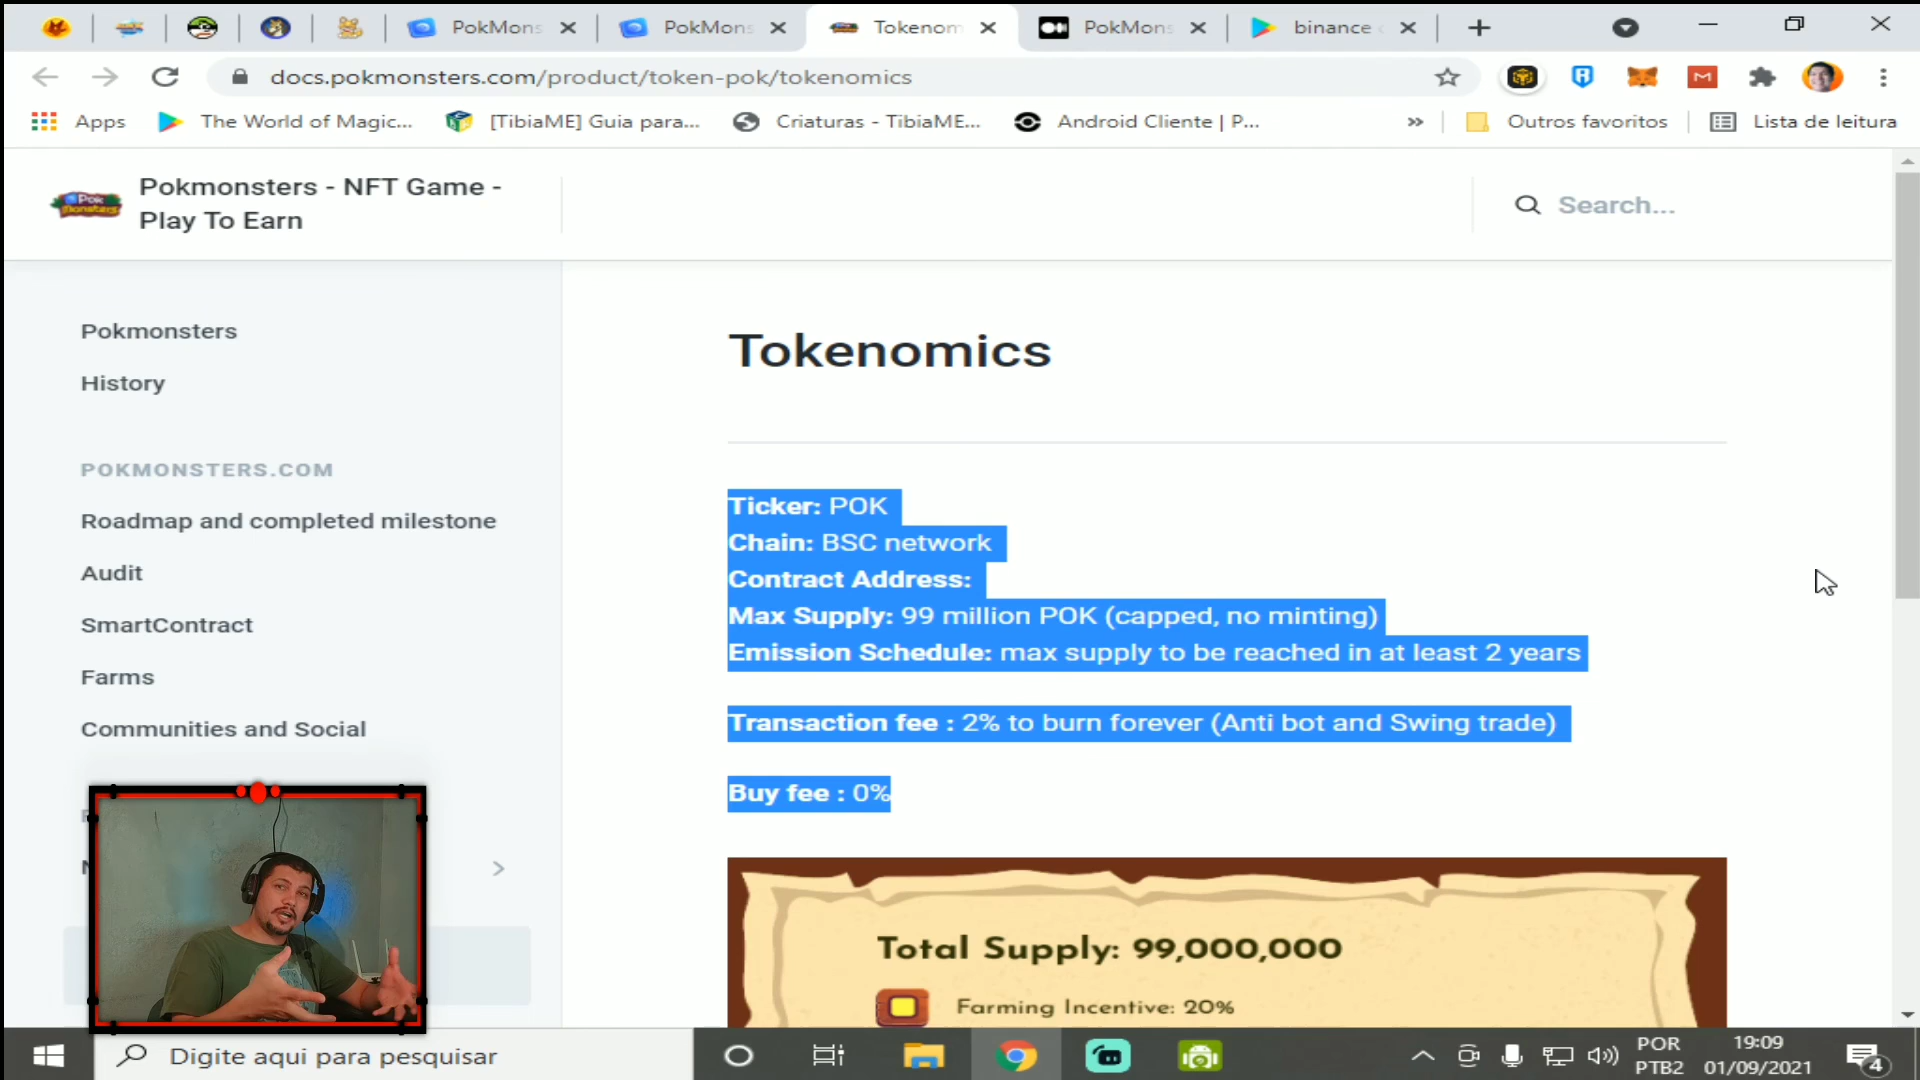 PokMons
PokMons
Tokenom
PokMons
binance
docs.pokmonsters.com/product/token-pok/tokenomics
Apps
The World of Magic...
[TibiaME] Guia para...
Criaturas - TibiaME...
Android Cliente | P...
»
Outros favoritos
Lista de leitura
Pok Monsters
Pokmonsters - NFT Game -
Play To Earn
Search...
Pokmonsters
History
POKMONSTERS.COM
Roadmap and completed milestone
Audit
SmartContract
Farms
Communities and Social
Tokenomics
Ticker: POK
Chain: BSC network
Contract Address:
Max Supply: 99 million POK (capped, no minting)
Emission Schedule: max supply to be reached in at least 2 years
Transaction fee : 2% to burn forever (Anti bot and Swing trade)
Buy fee : 0%
Total Supply: 99,000,000
Farming Incentive: 20%
Digite aqui para pesquisar
POR
PTB2
19:09
01/09/2021
4